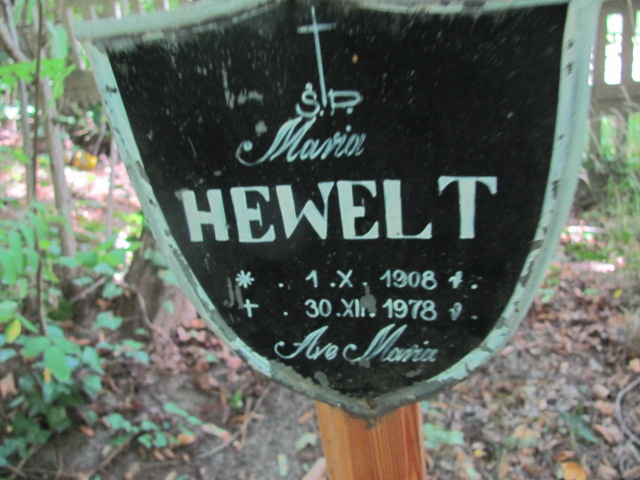 Ś.P.
Maria
HEWELT
* . 1.X. 1908 r.
+ . 30.XII.1978 r.
Ave Maria